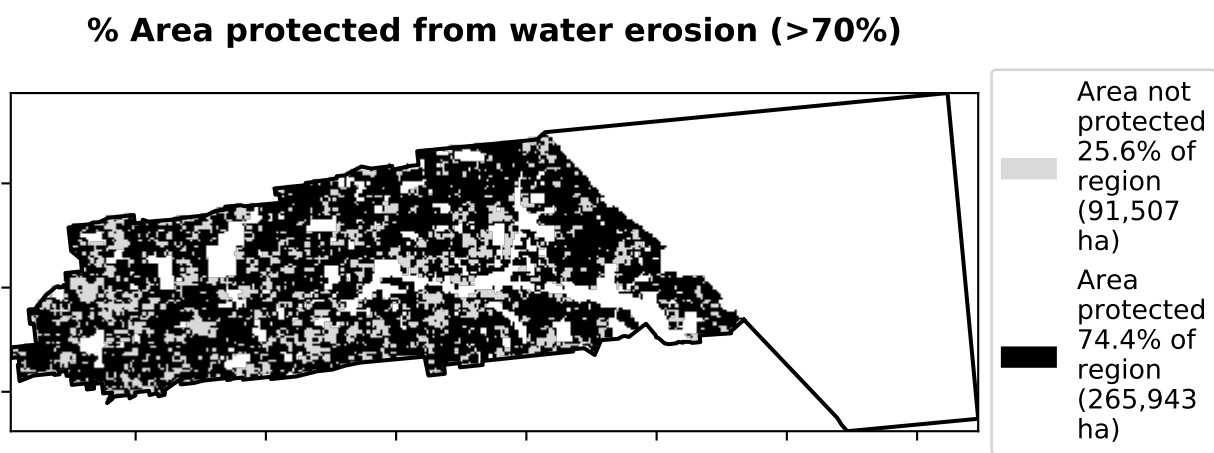 % Area protected from water erosion (>70%)
Area not
protected
25.6% of
region
(91,507
ha)
Area
protected
74.4% of
region
(265,943
ha)